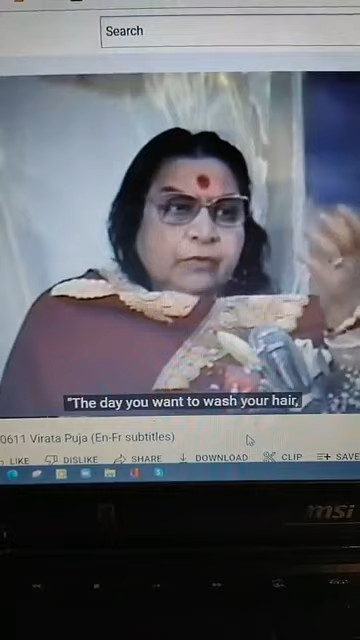 Search
"The day you want to wash your hair,
0611 Virata Puja (En-Fr subtitles)
LIKE DISLIKE SHARE DOWNLOAD CLIP SAVE
msi